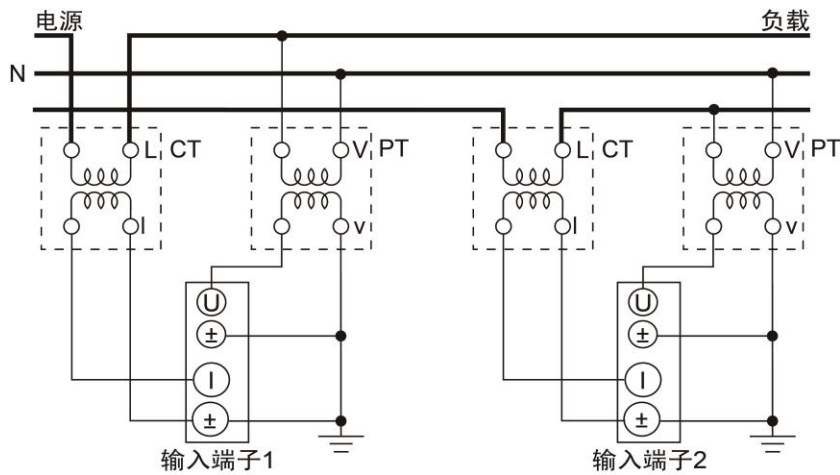 电源 负载
N
L CT V PT L CT V PT
l v l v
U U
± ±
I I
± ±
输入端子1 输入端子2